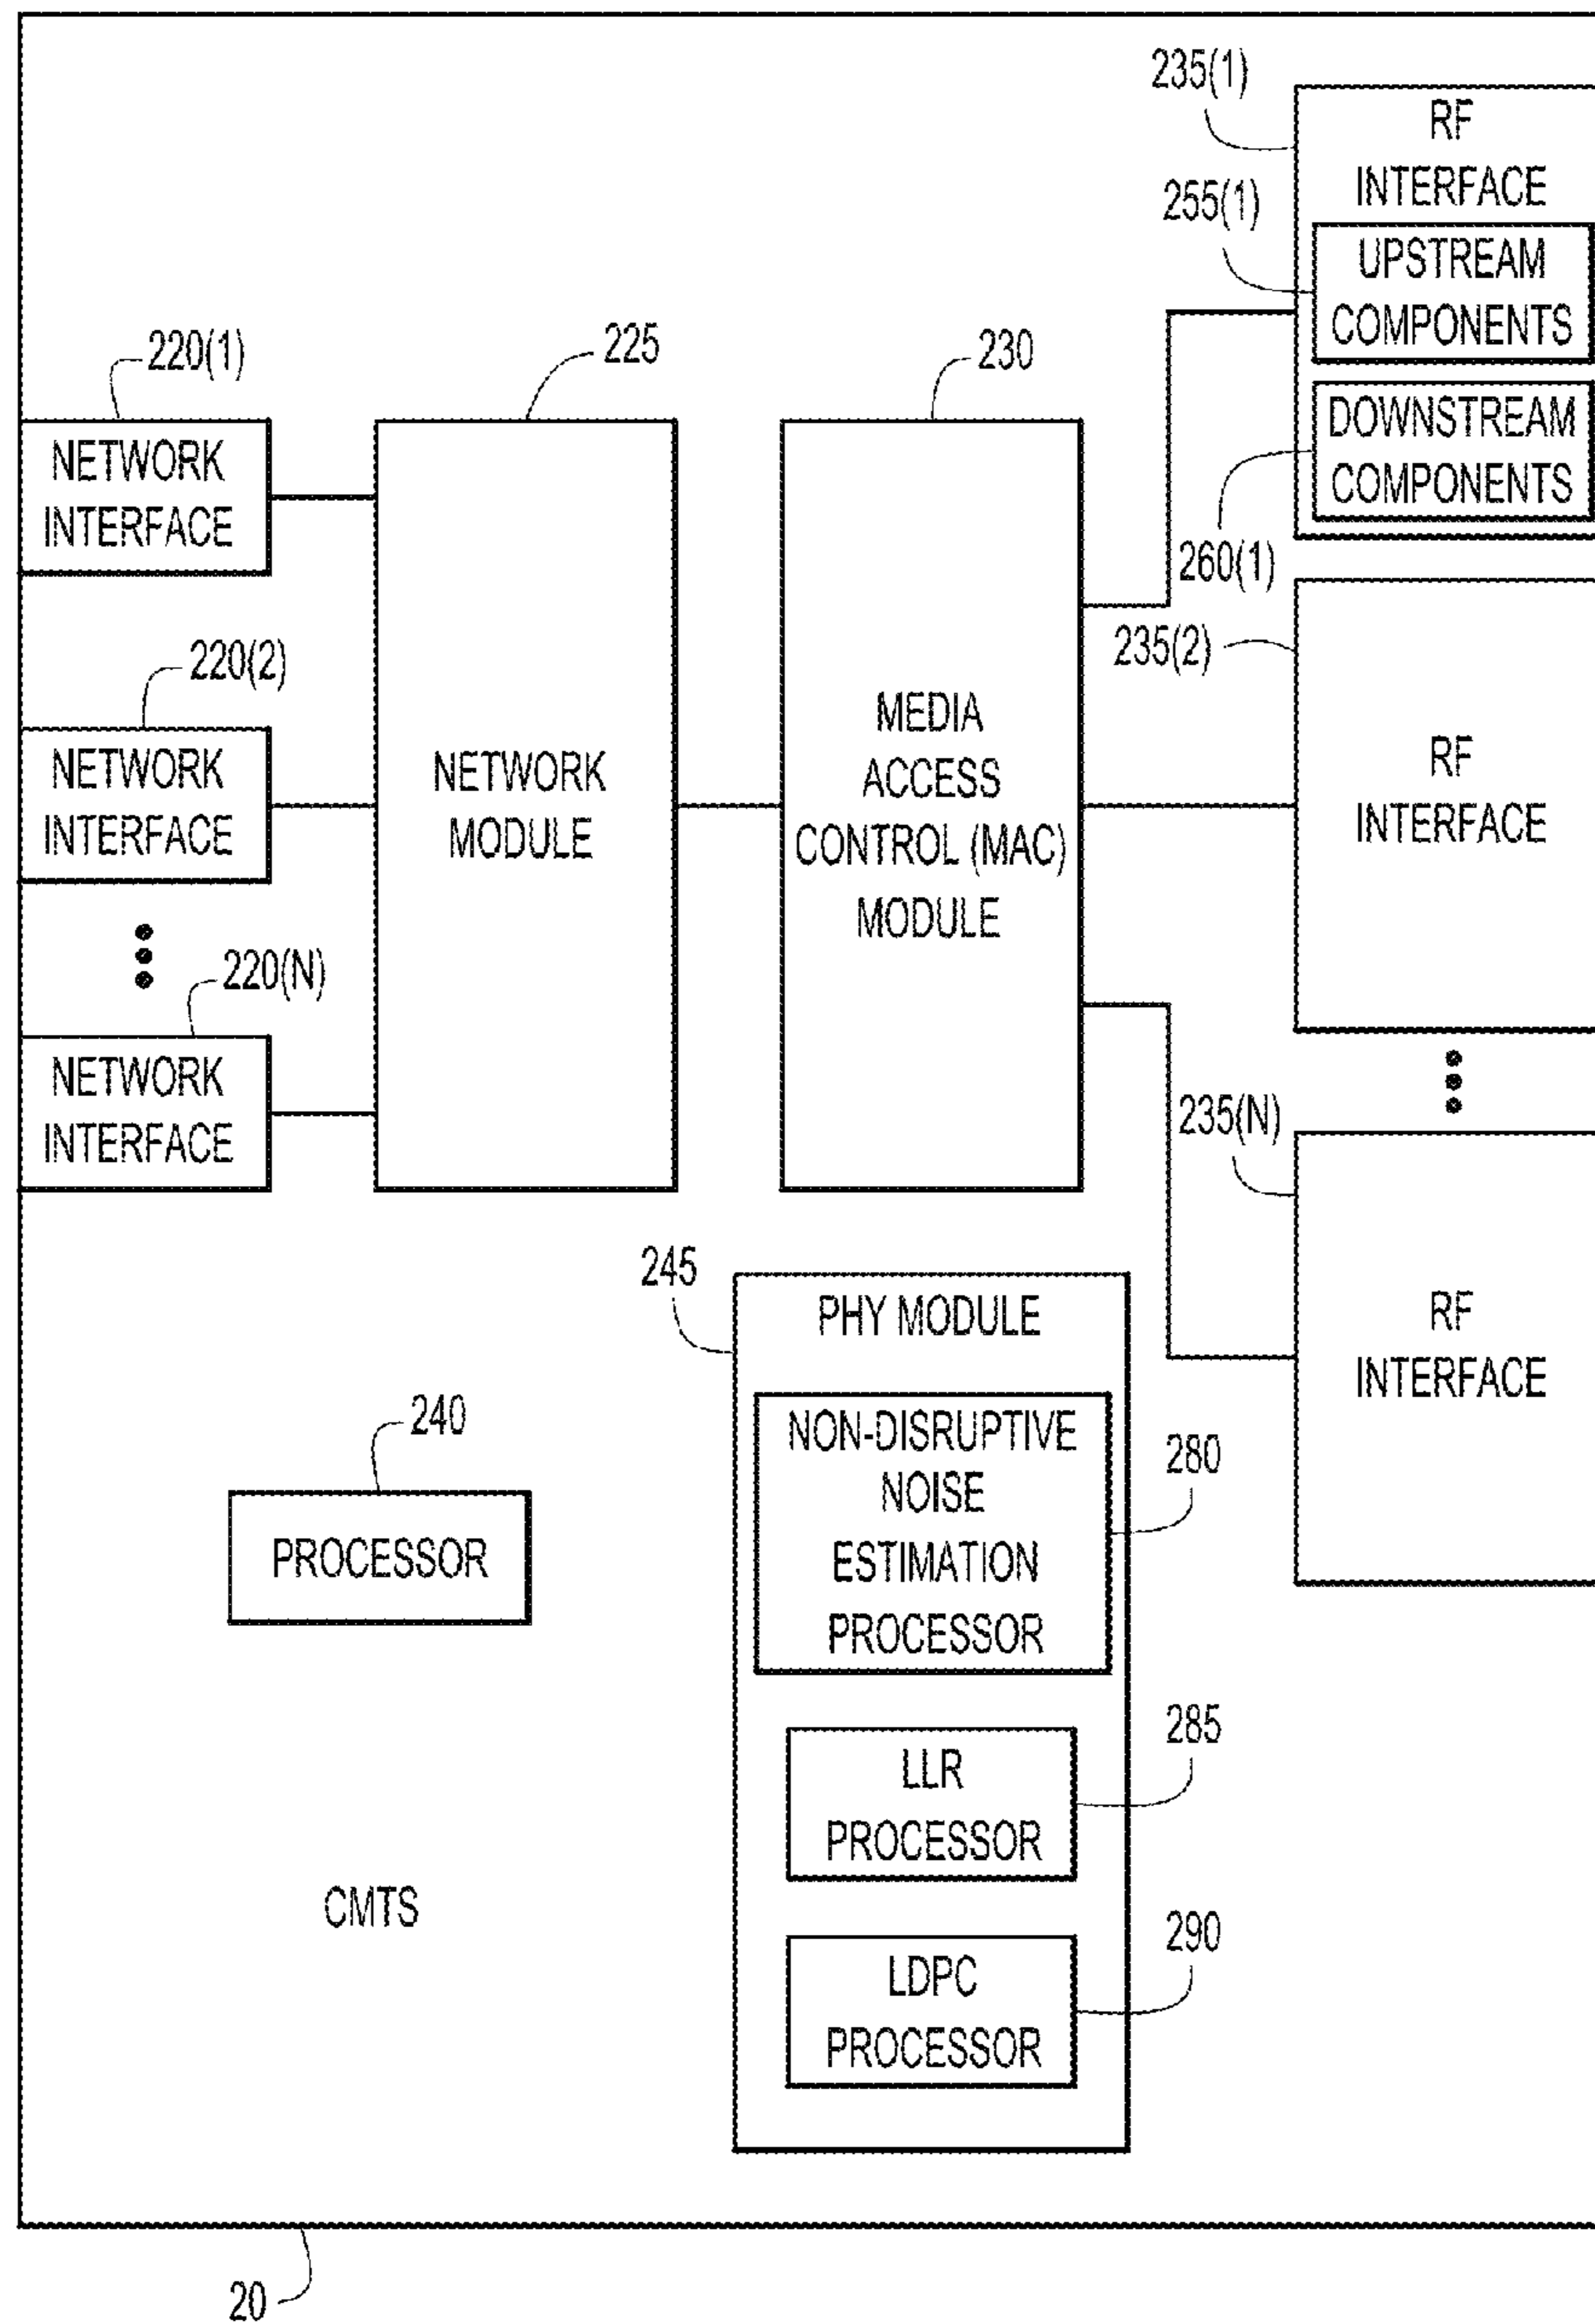 235(1)
RF
INTERFACE
255(1)
UPSTREAM
COMPONENTS
DOWNSTREAM
COMPONENTS
260(1)
220(1)
NETWORK
INTERFACE
225
230
220(2)
NETWORK
INTERFACE
NETWORK
MODULE
MEDIA
ACCESS
CONTROL (MAC)
MODULE
235(2)
RF
INTERFACE
220(N)
NETWORK
INTERFACE
235(N)
RF
INTERFACE
245
PHY MODULE
NON-DISRUPTIVE
NOISE
ESTIMATION
PROCESSOR
280
240
PROCESSOR
LLR
PROCESSOR
285
CMTS
LDPC
PROCESSOR
290
20